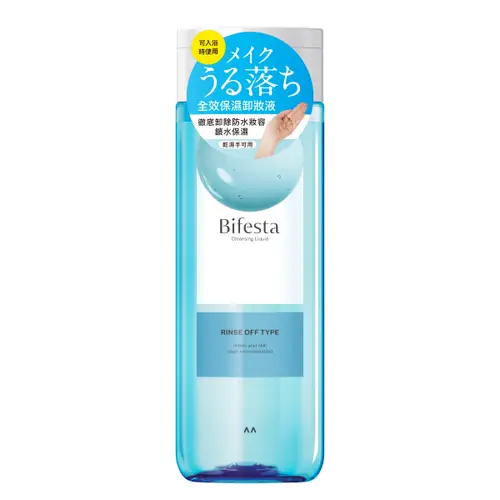 可入浴
時使用
メイク
うる落ち
全效保濕卸妝液
徹底卸除防水妝容
鎖水保濕
乾濕手可用
Bifesta
Cleansing Liquid
RINSE OFF TYPE